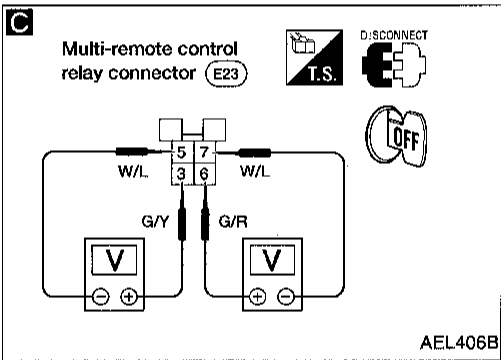 C
Multi-remote control
relay connector E23
T.S.
DISCONNECT
OFF
5 7
3 6
W/L W/L
G/Y G/R
V V
− + + −
AEL406B